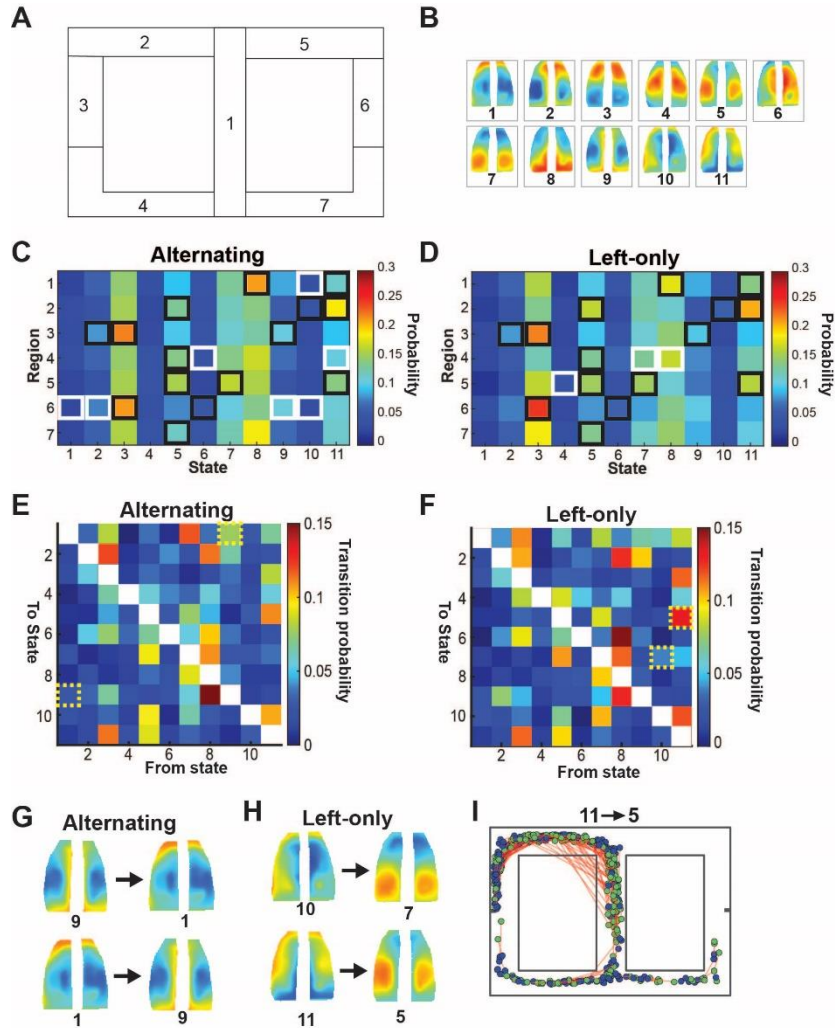 A
2
5
3
6
1
4
7
B
1 2 3 4 5 6
7 8 9 10 11
C
Alternating
Region
1
2
3
4
5
6
7
1 2 3 4 5 6 7 8 9 10 11
State
0.3
0.25
0.2
0.15
0.1
0.05
0
Probability
D
Left-only
Region
1
2
3
4
5
6
7
1 2 3 4 5 6 7 8 9 10 11
State
0.3
0.25
0.2
0.15
0.1
0.05
0
Probability
E
Alternating
To State
2
4
6
8
10
2 4 6 8 10
From state
0.15
0.1
0.05
0
Transition probability
F
Left-only
To State
2
4
6
8
10
2 4 6 8 10
From state
0.15
0.1
0.05
0
Transition probability
G
Alternating
9 1
1 9
H
Left-only
10 7
11 5
I
11→5